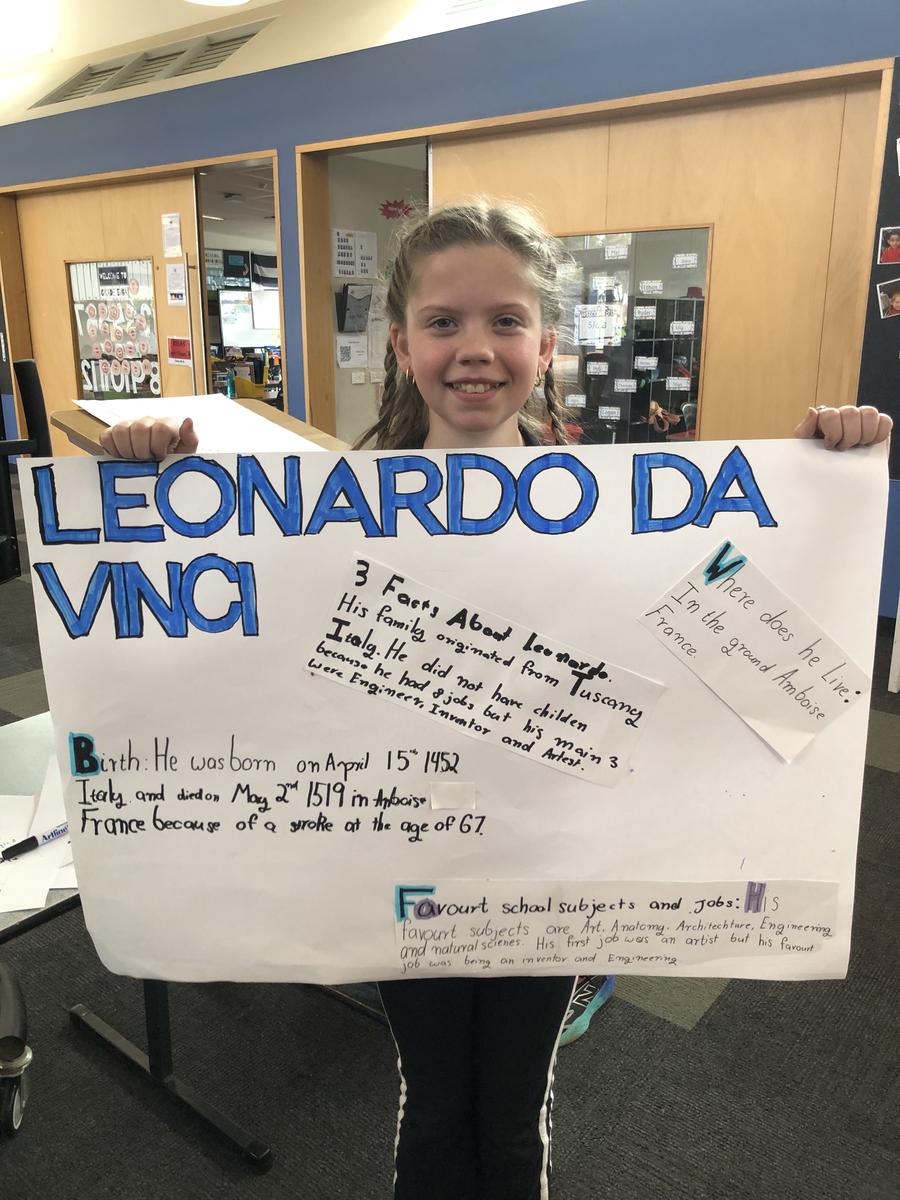 WELCOME TO
LEONARDO DA
VINCI
3 Facts About Leonardo.
His family originated from Tuscany
Italy. He did not have childen
because he had 8 jobs but his main 3
were Engineer, Inventor and Artest.
Where does he Live:
In the ground Amboise
France.
Birth: He was born on April 15th 1452
Italy and died on May 2nd 1519 in Amboise
France because of a stroke at the age of 67.
Favourt school subjects and jobs: His
favourt subjects are Art. Anatomy. Architechture, Engineering
and natural scienes. His first job was an artist but his favourt
job was being an inventor and Engineering
Artline